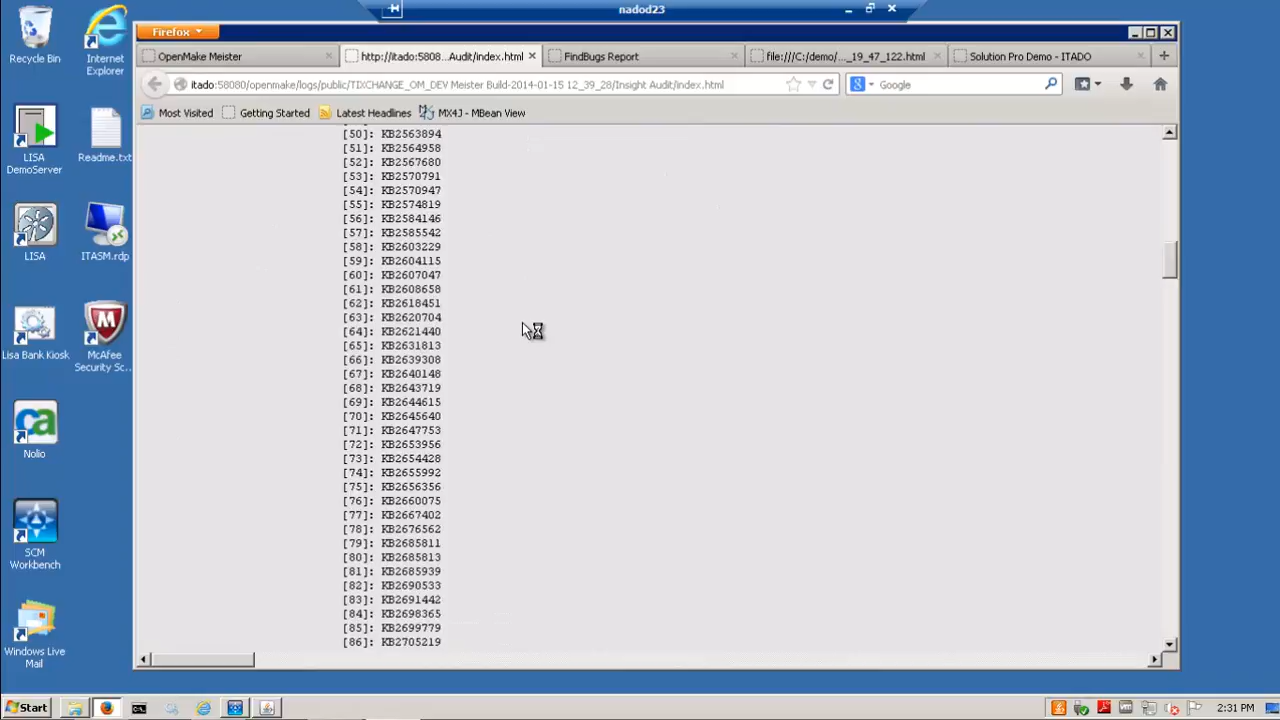 nadod23
Recycle Bin
Internet Explorer
LISA DemoServer
Readme.txt
LISA
ITASM.rdp
Lisa Bank Kiosk
McAfee Security Sc..
Nolio
SCM Workbench
Windows Live Mail
Firefox
OpenMake Meister
http://itado:5808...Audit/index.html
FindBugs Report
file:///C:/demo/..._19_47_122.html
Solution Pro Demo - ITADO
itado:58080/openmake/logs/public/TIXCHANGE_OM_DEV Meister Build-2014-01-15 12_39_28/Insight Audit/index.html
Google
Most Visited
Getting Started
Latest Headlines
MX4J - MBean View
[50]: KB2563894
[51]: KB2564958
[52]: KB2567680
[53]: KB2570791
[54]: KB2570947
[55]: KB2574819
[56]: KB2584146
[57]: KB2585542
[58]: KB2603229
[59]: KB2604115
[60]: KB2607047
[61]: KB2608658
[62]: KB2618451
[63]: KB2620704
[64]: KB2621440
[65]: KB2631813
[66]: KB2639308
[67]: KB2640148
[68]: KB2643719
[69]: KB2644615
[70]: KB2645640
[71]: KB2647753
[72]: KB2653956
[73]: KB2654428
[74]: KB2655992
[75]: KB2656356
[76]: KB2660075
[77]: KB2667402
[78]: KB2676562
[79]: KB2685811
[80]: KB2685813
[81]: KB2685939
[82]: KB2690533
[83]: KB2691442
[84]: KB2698365
[85]: KB2699779
[86]: KB2705219
Start
2:31 PM